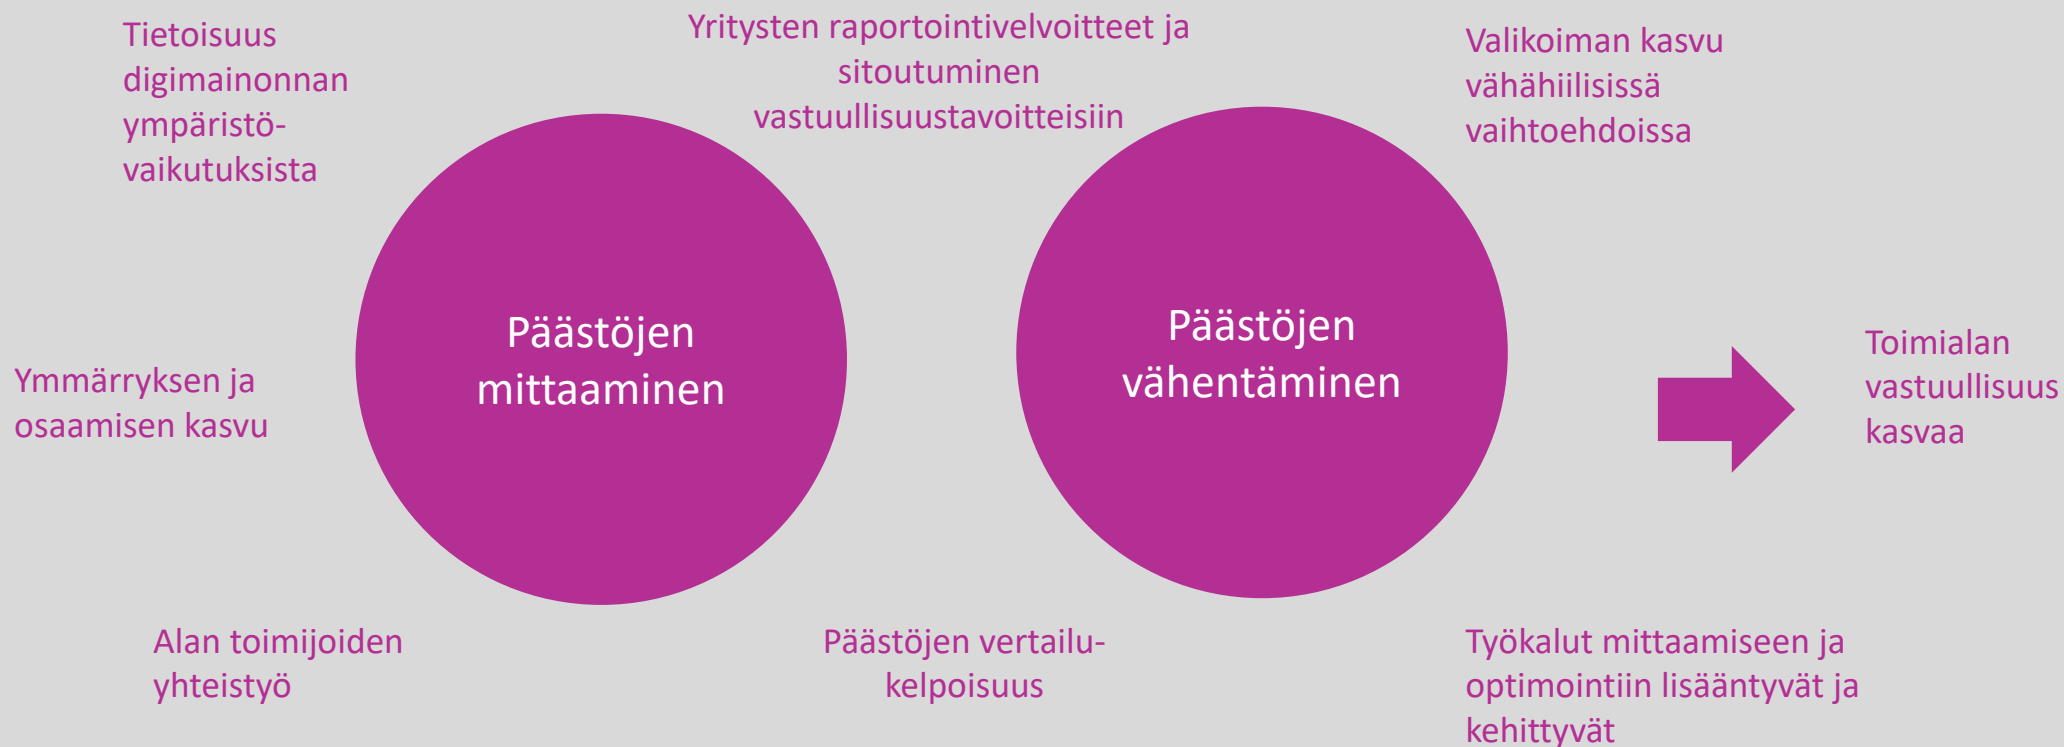 Tietoisuus
digimainonnan
ympäristö-
vaikutuksista
Yritysten raportointivelvoitteet ja
sitoutuminen
vastuullisuustavoitteisiin
Valikoiman kasvu
vähähiilisissä
vaihtoehdoissa
Ymmärryksen ja
osaamisen kasvu
Päästöjen
mittaaminen
Päästöjen
vähentäminen
Toimialan
vastuullisuus
kasvaa
Alan toimijoiden
yhteistyö
Päästöjen vertailu-
kelpoisuus
Työkalut mittaamiseen ja
optimointiin lisääntyvät ja
kehittyvät